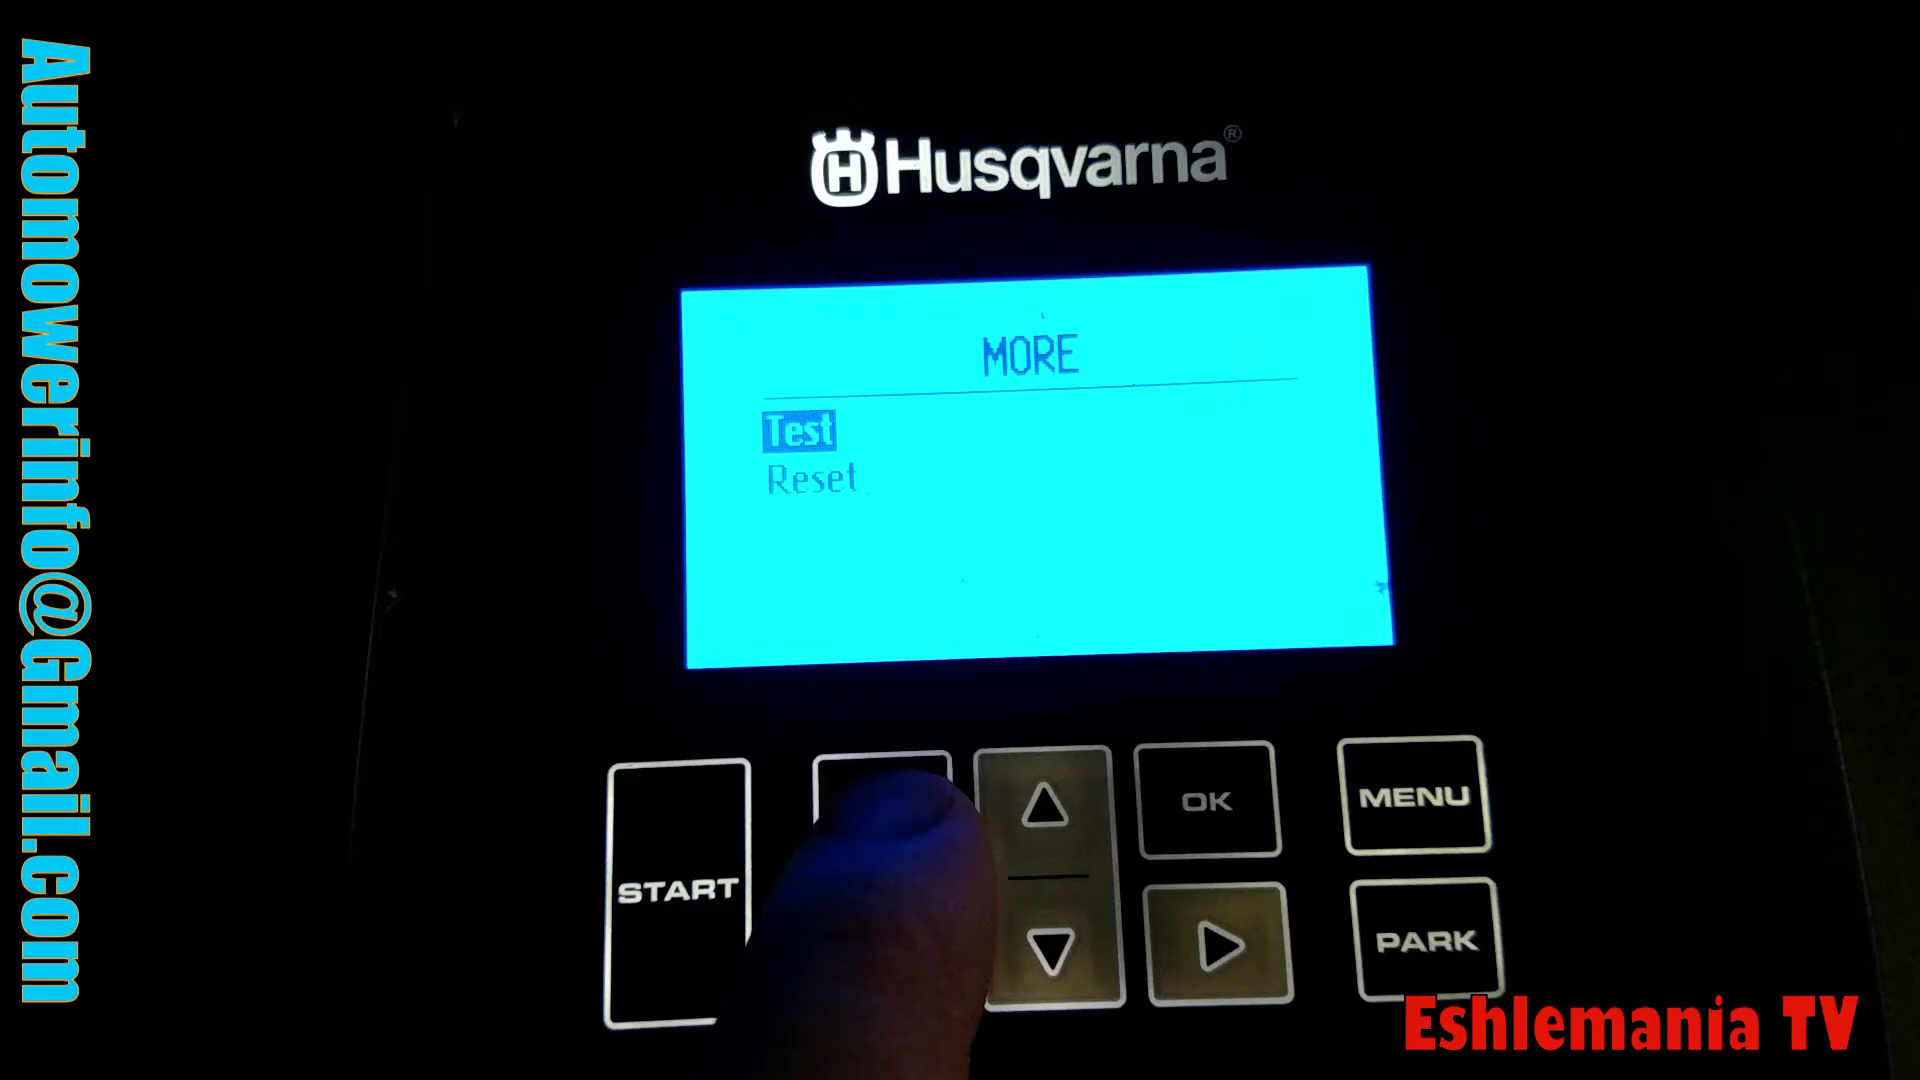 Automowerinfo@Gmail.com
H Husqvarna®
MORE
Test
Reset
START
OK
MENU
PARK
Eshlemania TV